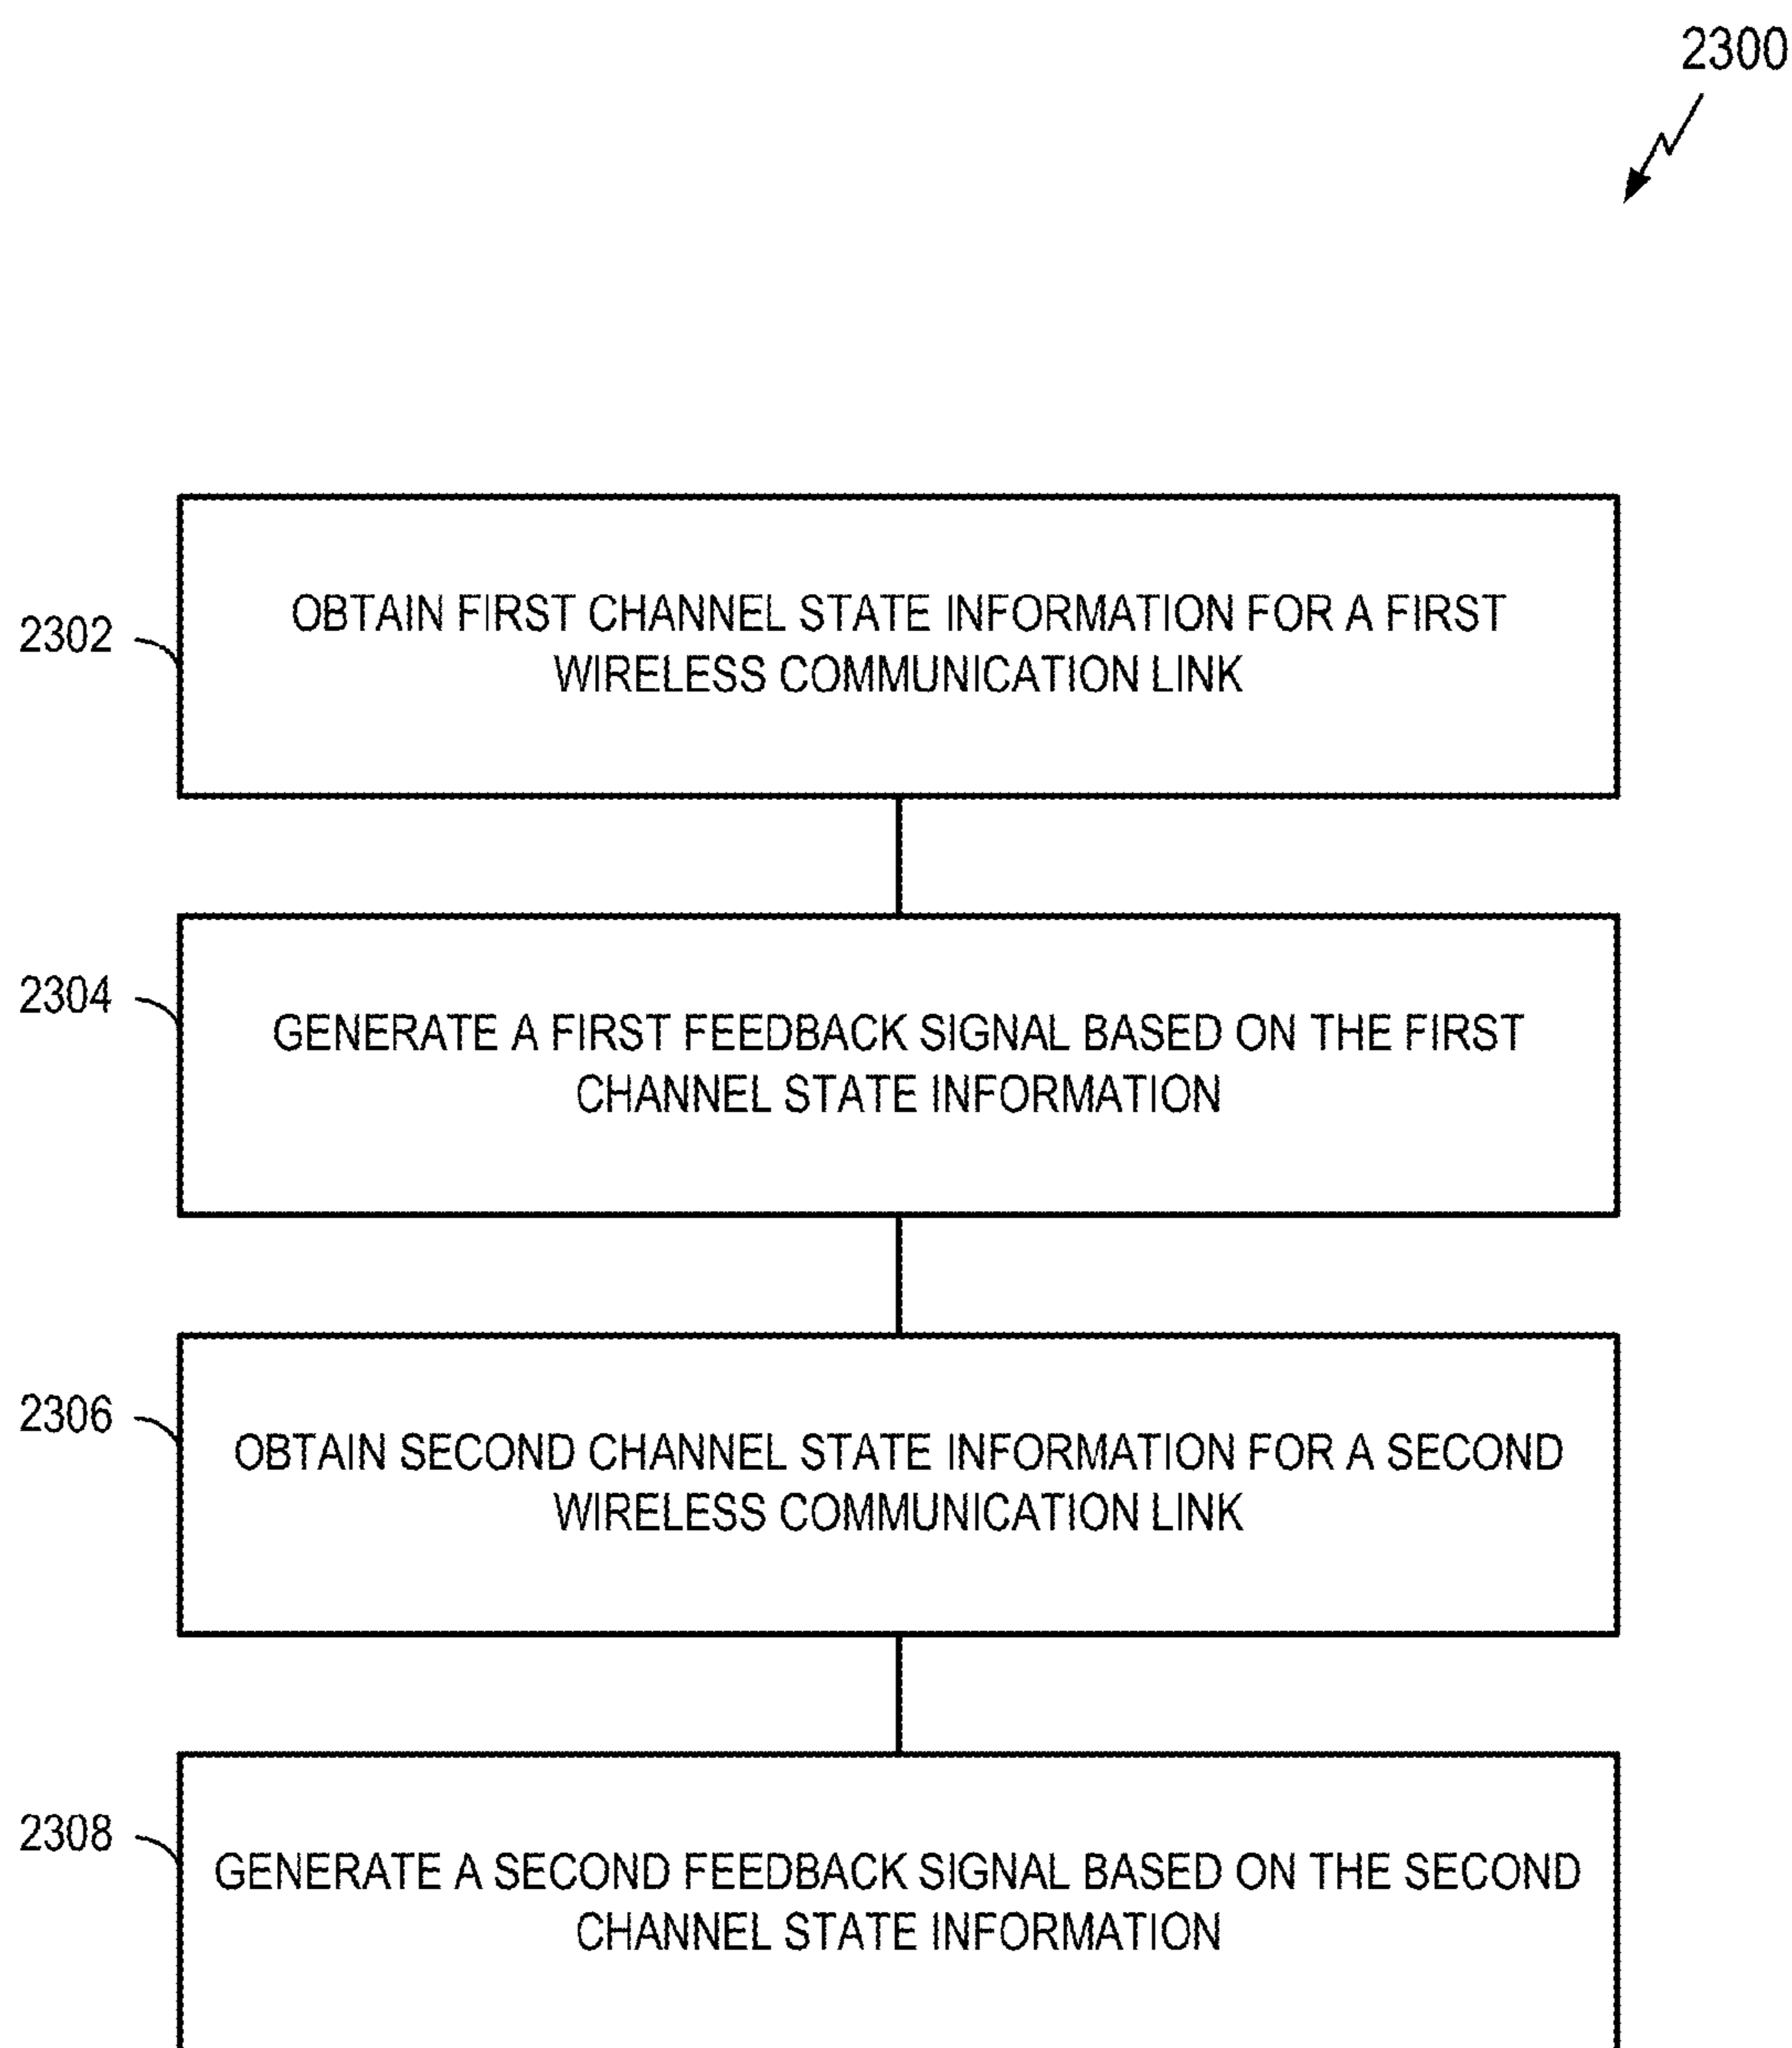 2300
2302
OBTAIN FIRST CHANNEL STATE INFORMATION FOR A FIRST
WIRELESS COMMUNICATION LINK
2304
GENERATE A FIRST FEEDBACK SIGNAL BASED ON THE FIRST
CHANNEL STATE INFORMATION
2306
OBTAIN SECOND CHANNEL STATE INFORMATION FOR A SECOND
WIRELESS COMMUNICATION LINK
2308
GENERATE A SECOND FEEDBACK SIGNAL BASED ON THE SECOND
CHANNEL STATE INFORMATION